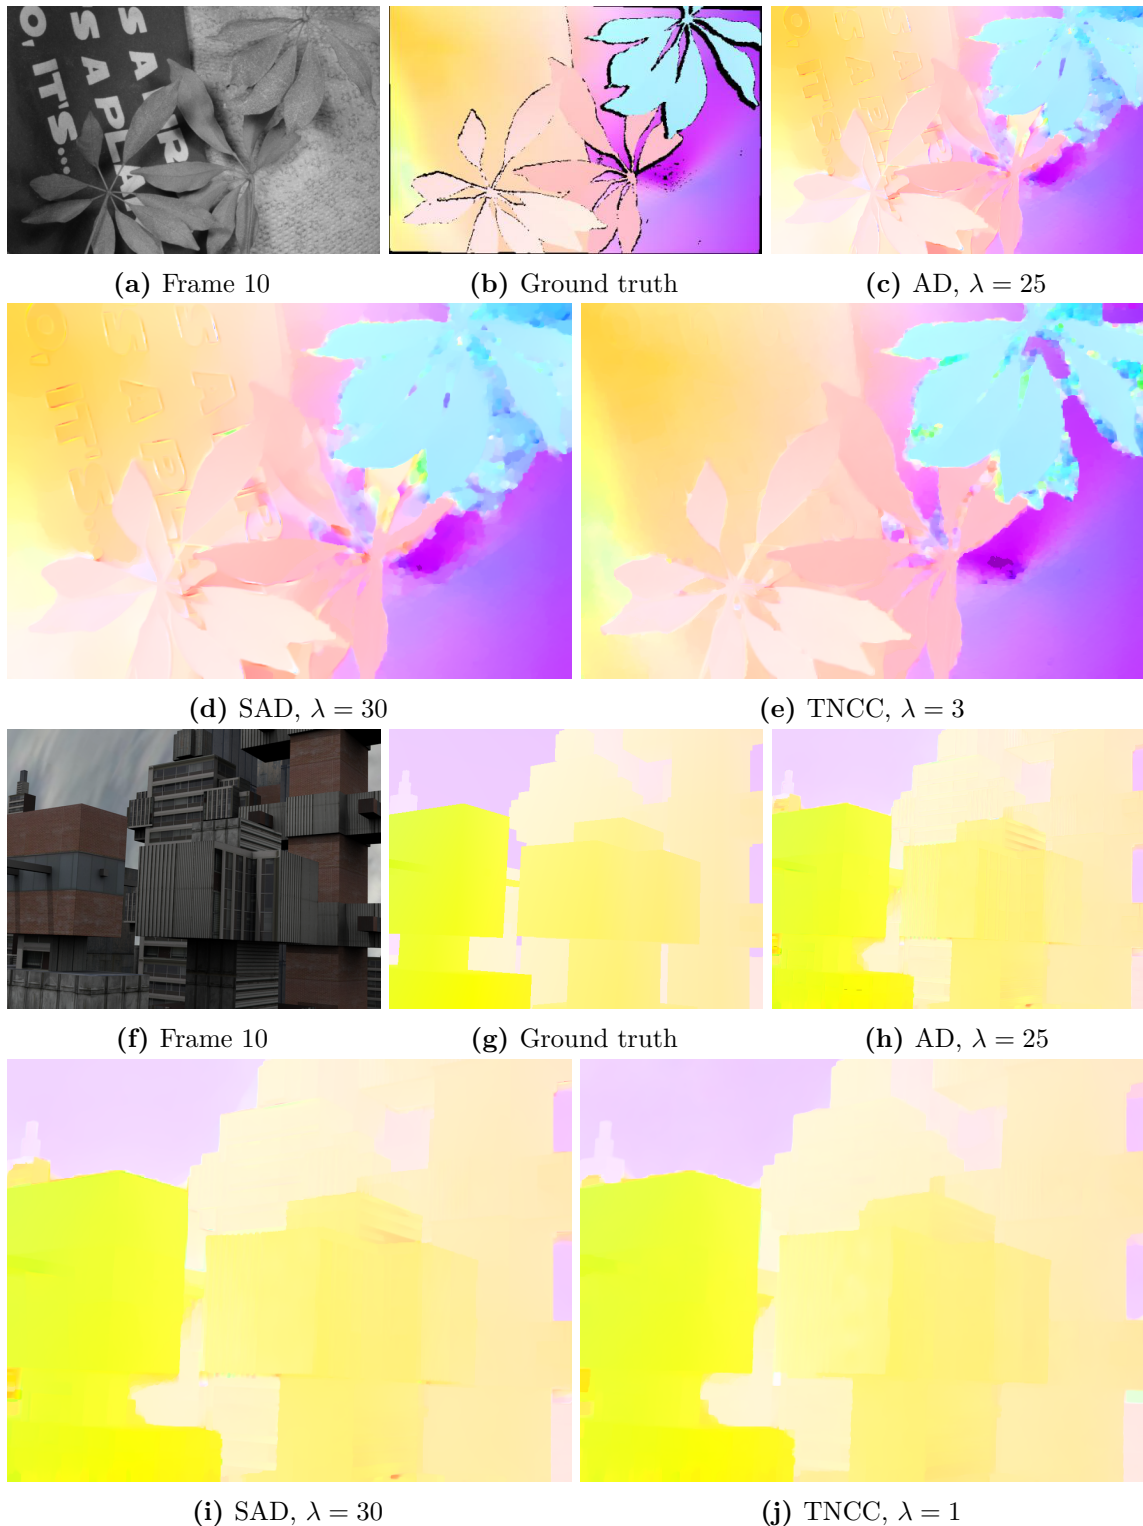 (a) Frame 10
(b) Ground truth
(c) AD, λ = 25
(d) SAD, λ = 30
(e) TNCC, λ = 3
(f) Frame 10
(g) Ground truth
(h) AD, λ = 25
(i) SAD, λ = 30
(j) TNCC, λ = 1